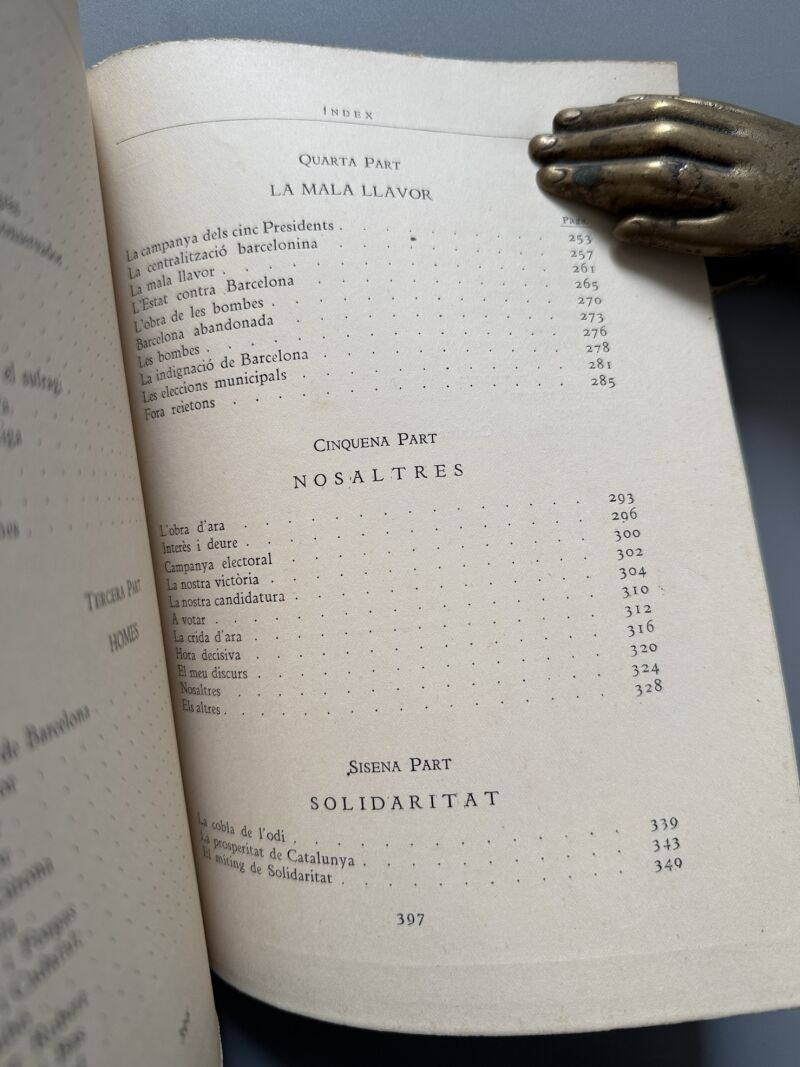 el sufragi
TERCERA PART
HOMES
de Barcelona
INDEX
QUARTA PART
LA MALA LLAVOR
Pàgs.
La campanya dels cinc Presidents . . . . . . . 253
La centralització barcelonina . . . . . . . 257
La mala llavor . . . . . . . 261
L'Estat contra Barcelona . . . . . . . 265
L'obra de les bombes . . . . . . . 270
Barcelona abandonada . . . . . . . 273
Les bombes . . . . . . . 276
La indignació de Barcelona . . . . . . . 278
Les eleccions municipals . . . . . . . 281
Fora reietons . . . . . . . 285
CINQUENA PART
NOSALTRES
L'obra d'ara . . . . . . . 293
Interès i deure . . . . . . . 296
Campanya electoral . . . . . . . 300
La nostra victòria . . . . . . . 302
La nostra candidatura . . . . . . . 304
A votar . . . . . . . 310
La crida d'ara . . . . . . . 312
Hora decisiva . . . . . . . 316
El meu discurs . . . . . . . 320
Nosaltres . . . . . . . 324
Els altres . . . . . . . 328
SISENA PART
SOLIDARITAT
La cobla de l'odi . . . . . . . 339
La prosperitat de Catalunya . . . . . . . 343
El míting de Solidaritat . . . . . . . 349
397